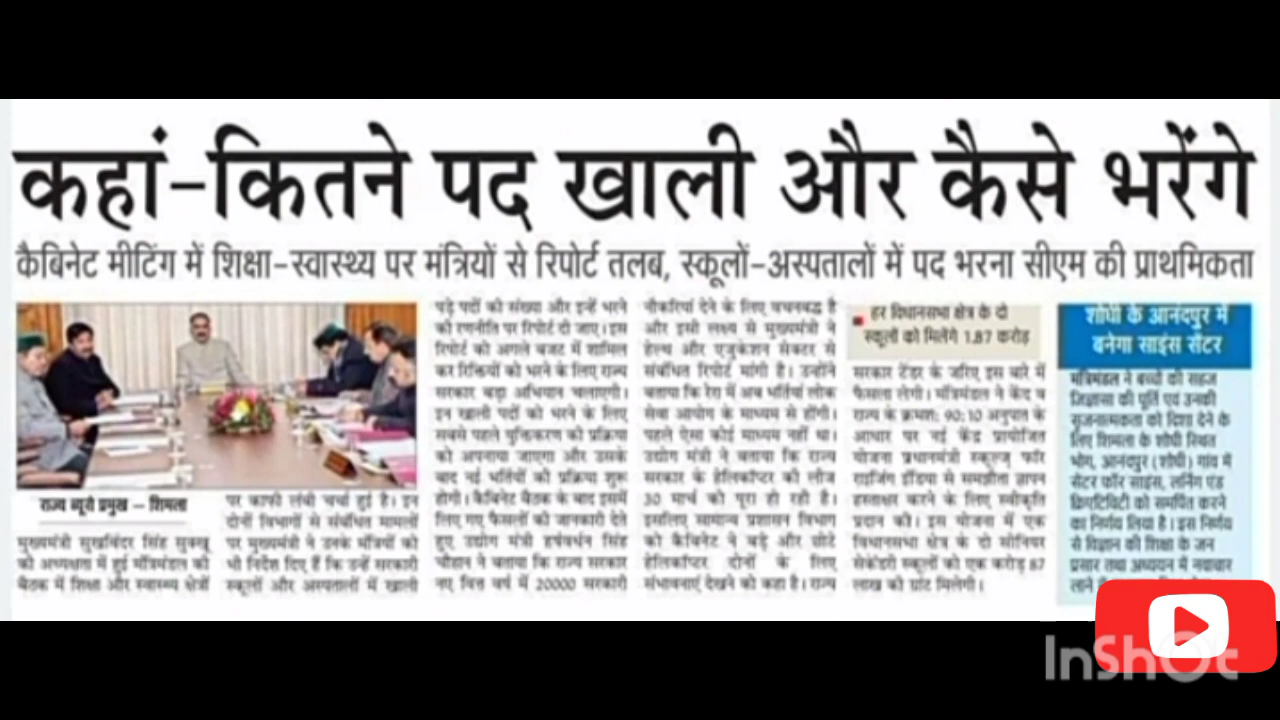 कहां-कितने पद खाली और कैसे भरेंगे
कैबिनेट मीटिंग में शिक्षा-स्वास्थ्य पर मंत्रियों से रिपोर्ट तलब, स्कूलों-अस्पतालों में पद भरना सीएम की प्राथमिकता
राज्य ब्यूरो प्रमुख – शिमला
मुख्यमंत्री सुखविंदर सिंह सुक्खू
की अध्यक्षता में हुई मंत्रिमंडल की
बैठक में शिक्षा और स्वास्थ्य क्षेत्रों
पर काफी लंबी चर्चा हुई है। इन
दोनों विभागों से संबंधित मामलों
पर मुख्यमंत्री ने उनके मंत्रियों को
भी निर्देश दिए हैं कि उन्हें सरकारी
स्कूलों और अस्पतालों में खाली
पड़े पदों की संख्या और इन्हें भरने
की रणनीति पर रिपोर्ट दी जाए। इस
रिपोर्ट को अगले बजट में शामिल
कर रिक्तियों को भरने के लिए राज्य
सरकार बड़ा अभियान चलाएगी।
इन खाली पदों को भरने के लिए
सबसे पहले युक्तिकरण की प्रक्रिया
को अपनाया जाएगा और उसके
बाद नई भर्तियों की प्रक्रिया शुरू
होगी। कैबिनेट बैठक के बाद इसमें
लिए गए फैसलों की जानकारी देते
हुए उद्योग मंत्री हर्षवर्धन सिंह
चौहान ने बताया कि राज्य सरकार
नए वित्त वर्ष में 20000 सरकारी
नौकरियां देने के लिए वचनबद्ध है
और इसी लक्ष्य से मुख्यमंत्री ने
हेल्थ और एजुकेशन सेक्टर से
संबंधित रिपोर्ट मांगी है। उन्होंने
बताया कि रेरा में अब भर्तियां लोक
सेवा आयोग के माध्यम से होंगी।
पहले ऐसा कोई माध्यम नहीं था।
उद्योग मंत्री ने बताया कि राज्य
सरकार के हेलिकॉप्टर की लीज
30 मार्च को पूरा हो रही है।
इसलिए सामान्य प्रशासन विभाग
को कैबिनेट ने बड़े और छोटे
हेलिकॉप्टर दोनों के लिए
संभावनाएं देखने को कहा है। राज्य
हर विधानसभा क्षेत्र के दो
स्कूलों को मिलेंगे 1.87 करोड़
सरकार टेंडर के जरिए इस बारे में
फैसला लेगी। मंत्रिमंडल ने केंद्र व
राज्य के क्रमश: 90:10 अनुपात के
आधार पर नई केंद्र प्रायोजित
योजना प्रधानमंत्री स्कूल्ज फॉर
राइजिंग इंडिया से समझौता ज्ञापन
हस्ताक्षर करने के लिए स्वीकृति
प्रदान की। इस योजना में एक
विधानसभा क्षेत्र के दो सीनियर
सेकेंडरी स्कूलों को एक करोड़ 87
लाख की ग्रांट मिलेगी।
शोघी के आनंदपुर में
बनेगा साइंस सेंटर
मंत्रिमंडल ने बच्चों की सहज
जिज्ञासा की पूर्ति एवं उनकी
सृजनात्मकता को दिशा देने के
लिए शिमला के शोघी स्थित
भोग, आनंदपुर (शोघी) गांव में
सेंटर फॉर साइंस, लर्निंग एंड
क्रिएटिविटी को समर्पित करने
का निर्णय लिया है। इस निर्णय
से विज्ञान की शिक्षा के जन
प्रसार तथा अध्ययन में नवाचार
लाने
InShOt